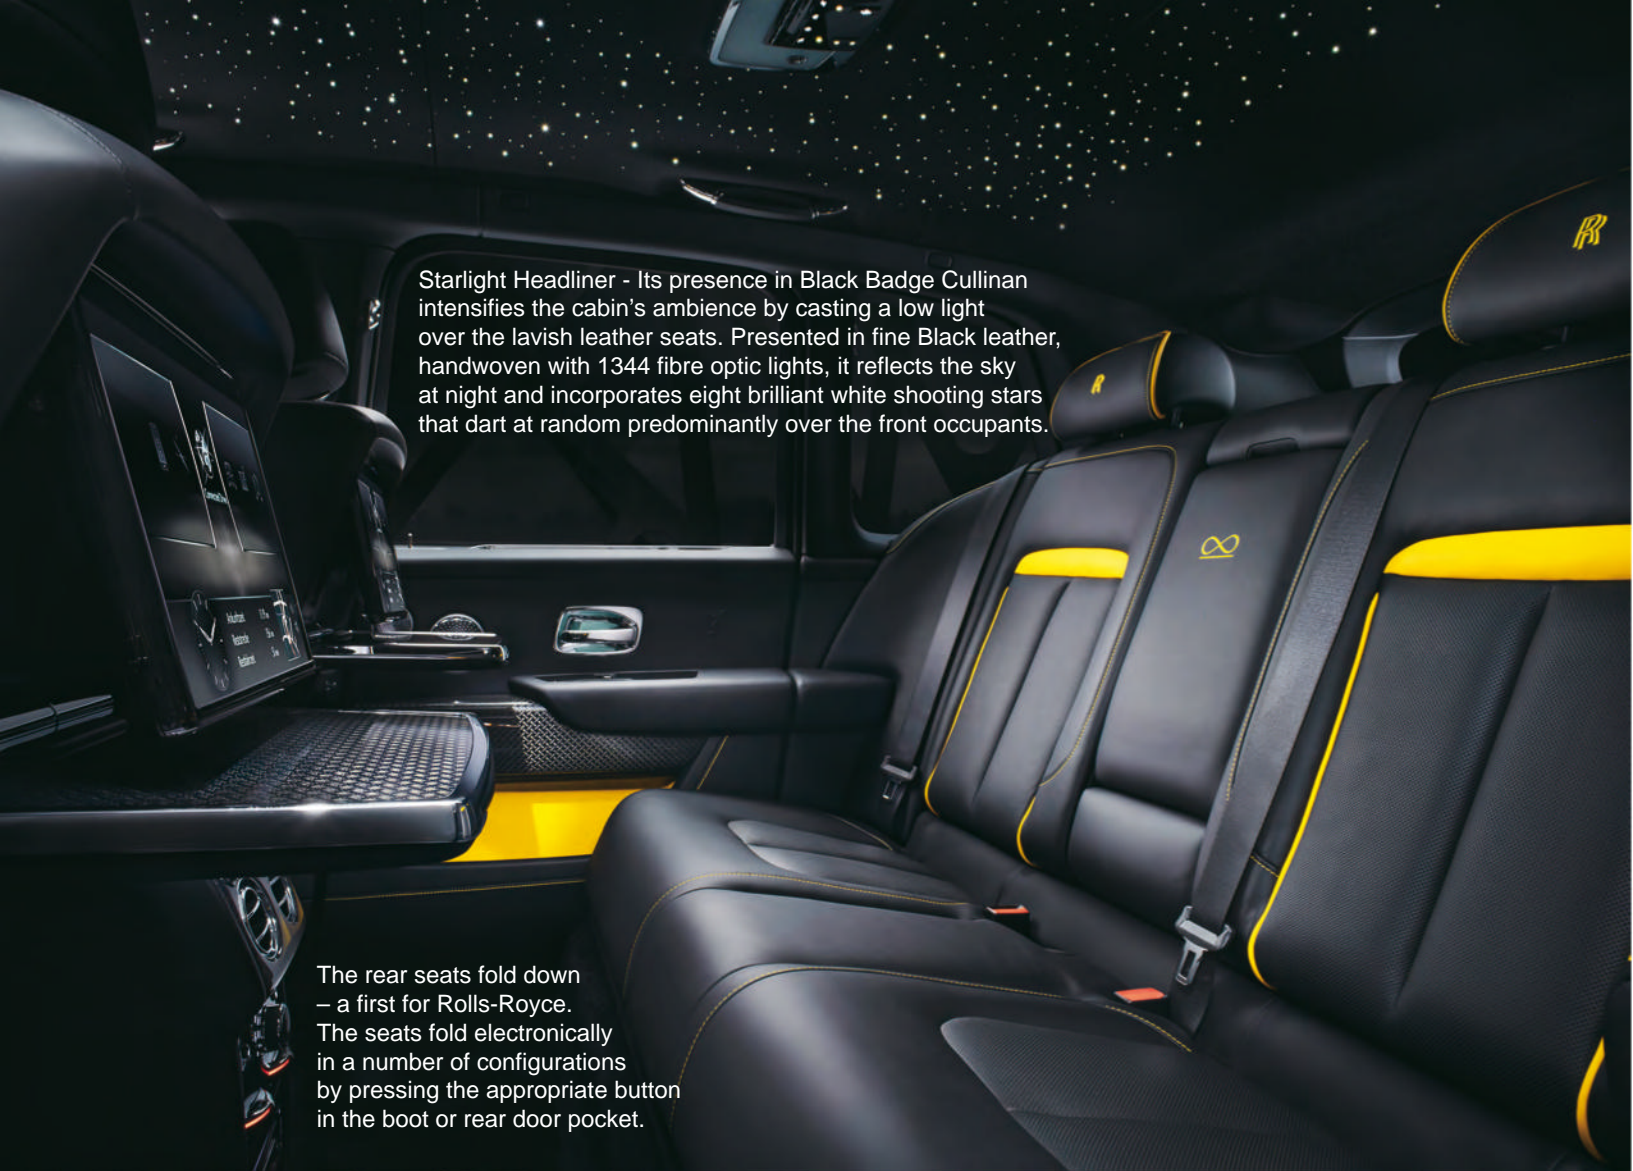 Starlight Headliner - Its presence in Black Badge Cullinan
intensifies the cabin’s ambience by casting a low light
over the lavish leather seats. Presented in fine Black leather,
handwoven with 1344 fibre optic lights, it reflects the sky
at night and incorporates eight brilliant white shooting stars
that dart at random predominantly over the front occupants.
The rear seats fold down
– a first for Rolls-Royce.
The seats fold electronically
in a number of configurations
by pressing the appropriate button
in the boot or rear door pocket.